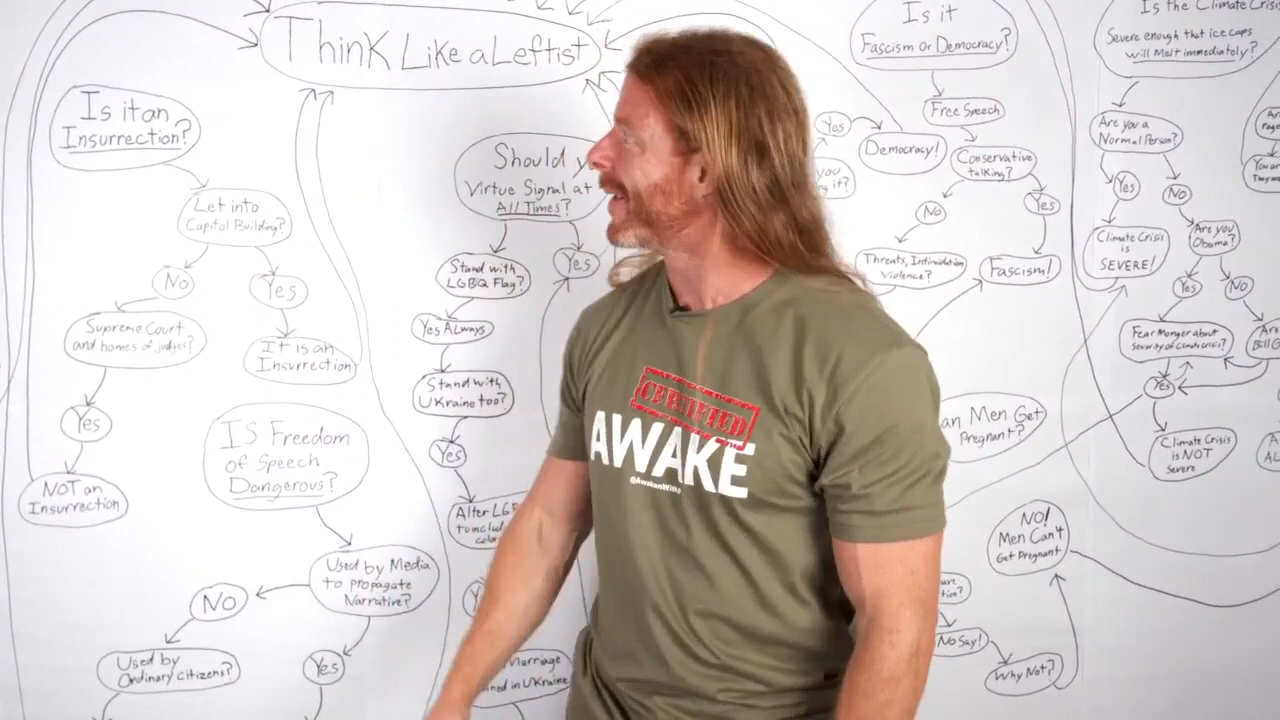 Think Like a Leftist
Is it an
Insurrection?
Let into
Capitol Building?
No
Yes
Supreme Court
and homes of judges?
It is an
Insurrection
Yes
NOT an
Insurrection
Is Freedom
of Speech
Dangerous?
Used by Media
to propagate
Narrative?
No
Used by
Ordinary Citizens?
Yes
Should
Virtue Signal at
All Times?
Stand with
LGBQ Flag?
Yes
Yes Always
Stand with
Ukraine too?
Yes
Alter
Marriage
in Ukraine
CERTIFIED
AWAKE
Is it
Fascism or Democracy?
Free Speech
Yes
Democracy!
Conservative
talking?
you
it?
No
Yes
Threats, Intimidation
Violence?
Fascism!
Men Get
Pregnant?
NO!
Men Can't
Get Pregnant
No Say!
Why Not?
Is the Climate
Severe enough that ice caps
will Melt immediately?
Are you a
Normal Person?
Yes
No
Climate Crisis
is
SEVERE!
Are you
Obama?
Yes
No
Fear Monger about
Severity of Climate Crisis?
Yes
Climate Crisis
is NOT
Severe